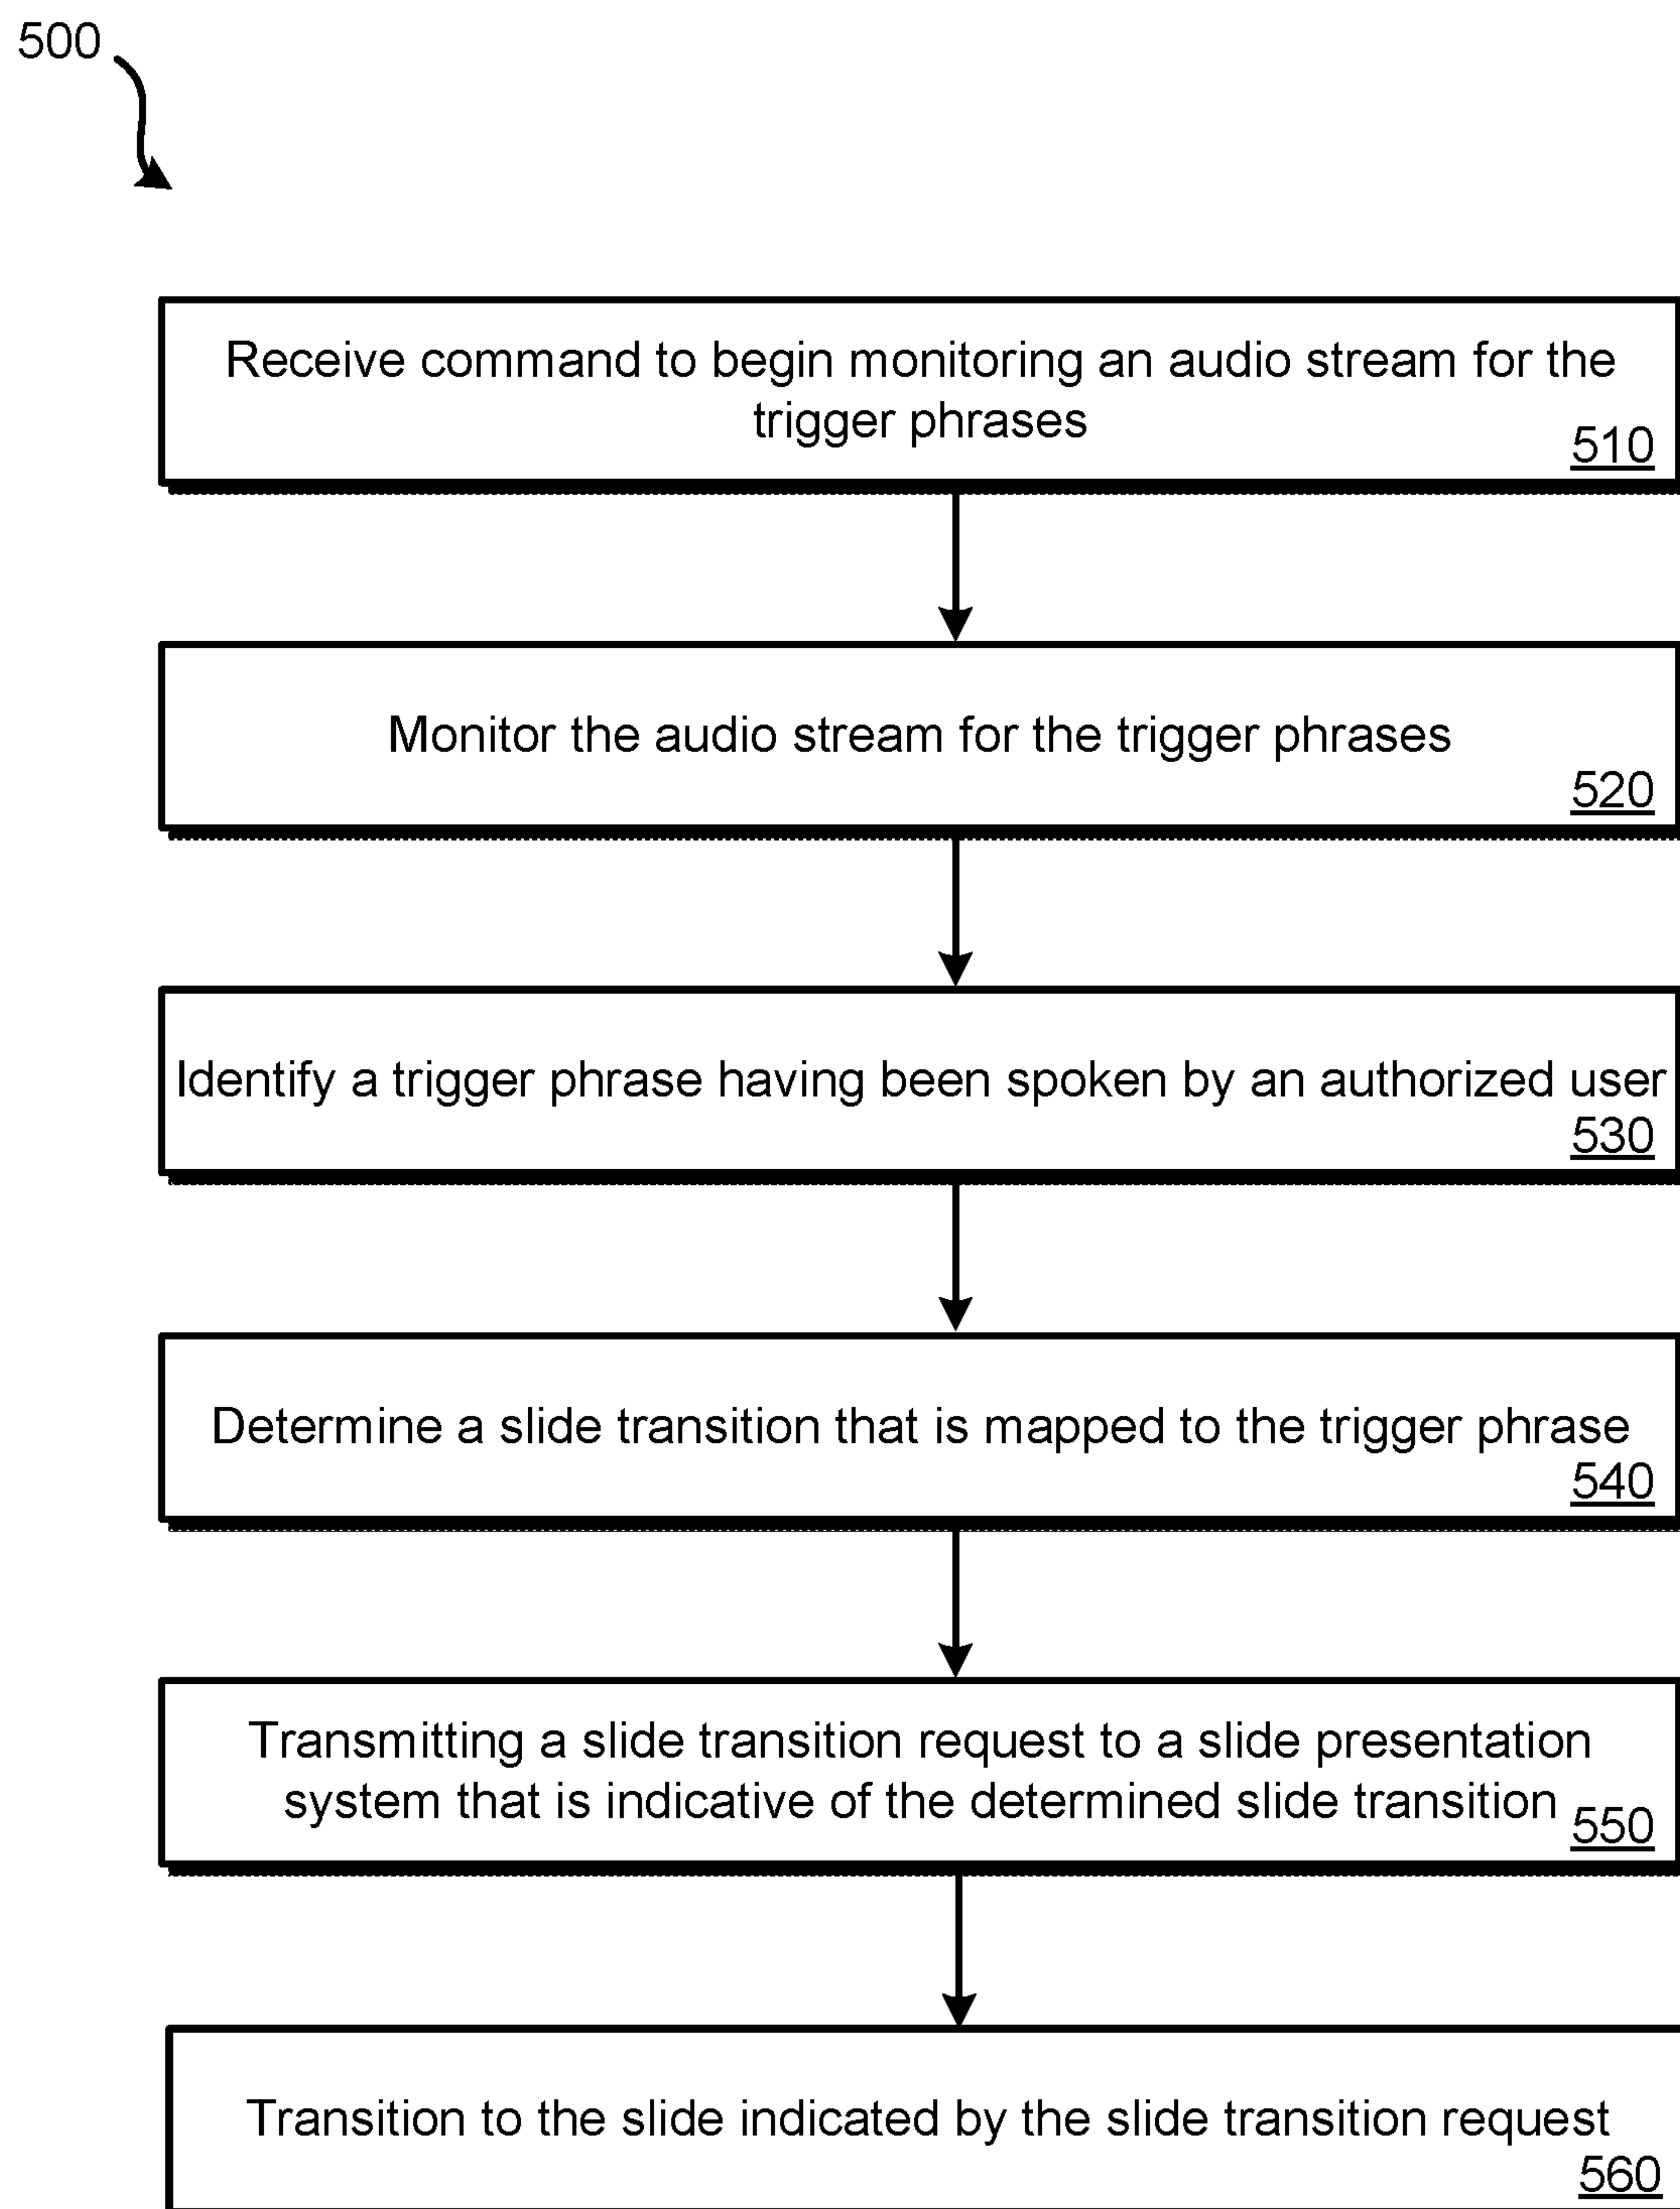 500
Receive command to begin monitoring an audio stream for the
trigger phrases
510
Monitor the audio stream for the trigger phrases
520
Identify a trigger phrase having been spoken by an authorized user
530
Determine a slide transition that is mapped to the trigger phrase
540
Transmitting a slide transition request to a slide presentation
system that is indicative of the determined slide transition
550
Transition to the slide indicated by the slide transition request
560